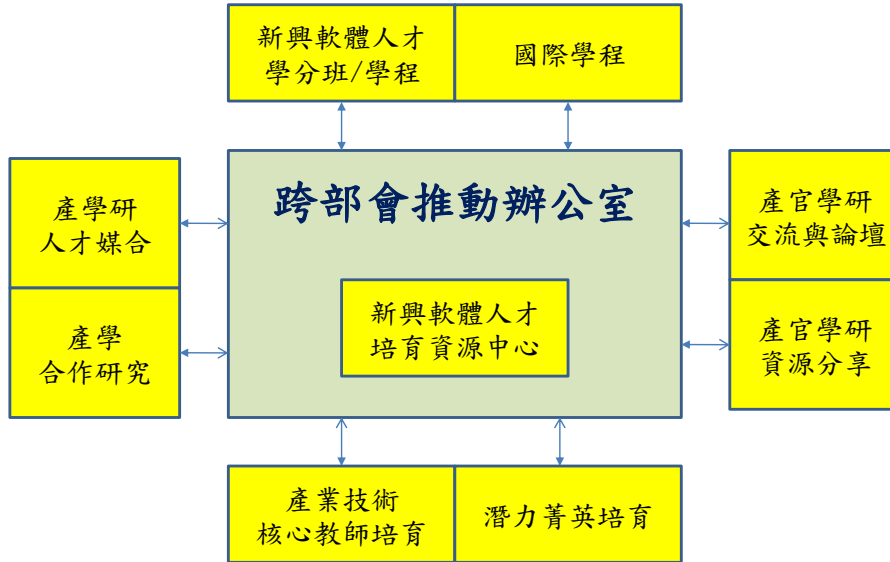 新興軟體人才
學分班/學程
國際學程
跨部會推動辦公室
產學研
人才媒合
產官學研
交流與論壇
新興軟體人才
培育資源中心
產學
合作研究
產官學研
資源分享
產業技術
核心教師培育
潛力菁英培育